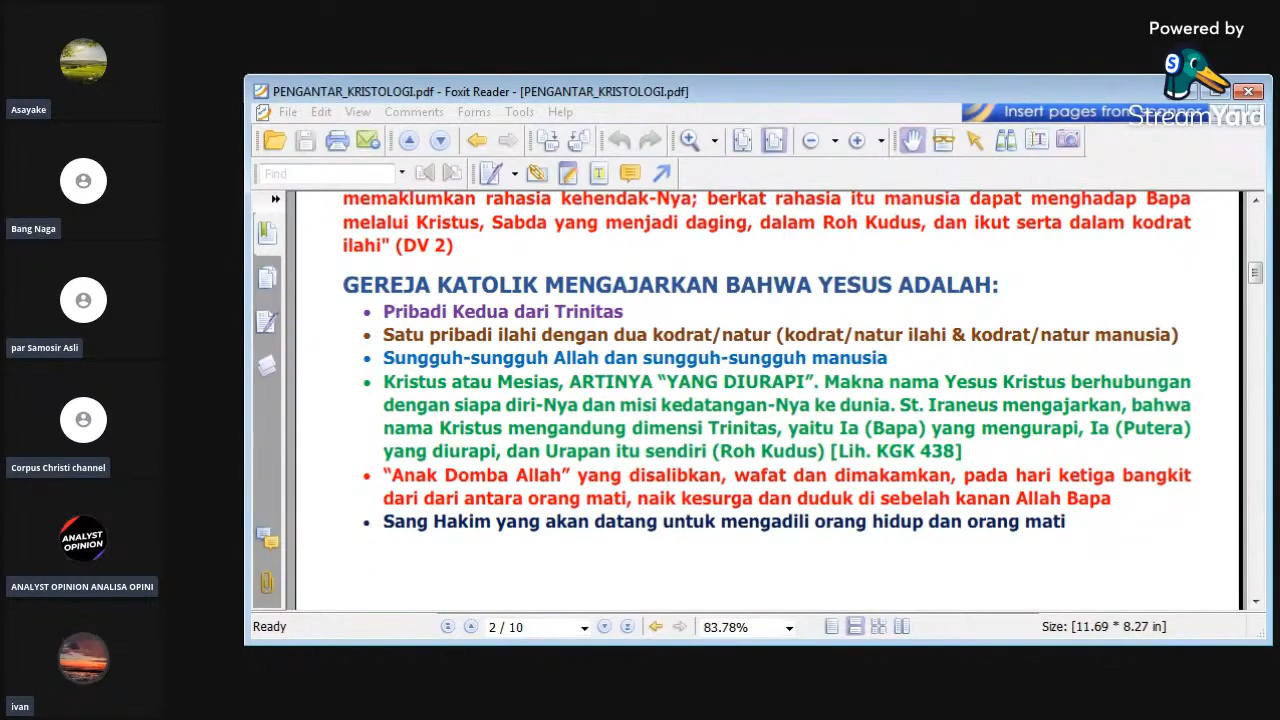 Powered by
StreamYard
Asayake
Bang Naga
par Samosir Asli
Corpus Christi channel
ANALYST
OPINION
ANALYST OPINION ANALISA OPINI
ivan
PENGANTAR_KRISTOLOGI.pdf - Foxit Reader - [PENGANTAR_KRISTOLOGI.pdf]
File Edit View Comments Forms Tools Help
Insert pages from scanner
Find
memaklumkan rahasia kehendak-Nya; berkat rahasia itu manusia dapat menghadap Bapa
melalui Kristus, Sabda yang menjadi daging, dalam Roh Kudus, dan ikut serta dalam kodrat
ilahi" (DV 2)
GEREJA KATOLIK MENGAJARKAN BAHWA YESUS ADALAH:
• Pribadi Kedua dari Trinitas
• Satu pribadi ilahi dengan dua kodrat/natur (kodrat/natur ilahi & kodrat/natur manusia)
• Sungguh-sungguh Allah dan sungguh-sungguh manusia
• Kristus atau Mesias, ARTINYA “YANG DIURAPI”. Makna nama Yesus Kristus berhubungan
dengan siapa diri-Nya dan misi kedatangan-Nya ke dunia. St. Iraneus mengajarkan, bahwa
nama Kristus mengandung dimensi Trinitas, yaitu Ia (Bapa) yang mengurapi, Ia (Putera)
yang diurapi, dan Urapan itu sendiri (Roh Kudus) [Lih. KGK 438]
• “Anak Domba Allah” yang disalibkan, wafat dan dimakamkan, pada hari ketiga bangkit
dari dari antara orang mati, naik kesurga dan duduk di sebelah kanan Allah Bapa
• Sang Hakim yang akan datang untuk mengadili orang hidup dan orang mati
Ready
2 / 10
83.78%
Size: [11.69 * 8.27 in]